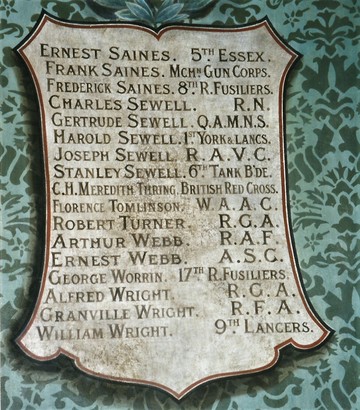 Ernest Saines. 5th Essex.
Frank Saines. Mchn Gun Corps.
Frederick Saines. 8th R. Fusiliers.
Charles Sewell. R.N.
Gertrude Sewell. Q.A.M.N.S.
Harold Sewell. 1st York & Lancs.
Joseph Sewell R.A.V.C.
Stanley Sewell. 6th Tank B'de.
C.H. Meredith Thring. British Red Cross.
Florence Tomlinson. W.A.A.C.
Robert Turner R.G.A.
Arthur Webb. R.A.F.
Ernest Webb. A.S.C.
George Worrin. 17th R. Fusiliers.
Alfred Wright. R.G.A.
Granville Wright. R.F.A.
William Wright. 9th Lancers.